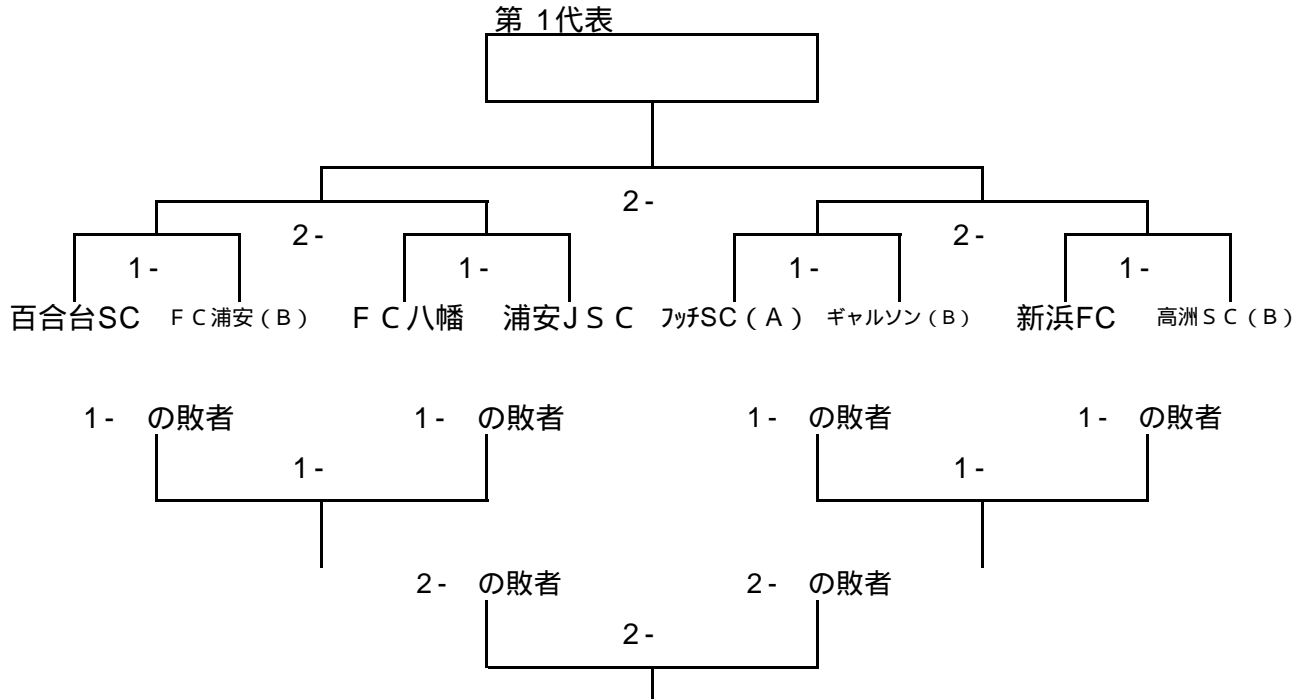 第 1代表
2-
2- 2-
1- 1- 1- 1-
百合台SC ＦＣ浦安（B） ＦＣ八幡 浦安JＳＣ ﾌｯﾁSC（Ａ） ギャルソン（B） 新浜FC 高洲ＳＣ（B）
1- の敗者 1- の敗者 1- の敗者 1- の敗者
1- 1-
2- の敗者 2- の敗者
2-